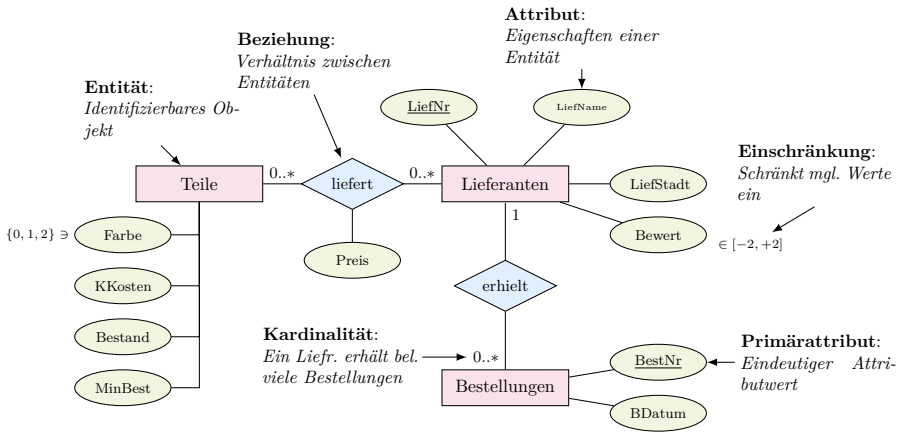 Attribut:
Eigenschaften einer
Entität
Beziehung:
Verhältnis zwischen
Entitäten
Entität:
Identifizierbares Ob-
jekt
LiefNr
LiefName
Einschränkung:
Schränkt mgl. Werte
ein
Teile
0..∗
liefert
0..∗
Lieferanten
LiefStadt
1
{0, 1, 2} ∋
Farbe
Bewert
∈ [−2, +2]
Preis
KKosten
erhielt
Bestand
Kardinalität:
Ein Liefr. erhält bel.
viele Bestellungen
0..∗
Primärattribut:
Eindeutiger Attri-
butwert
BestNr
MinBest
Bestellungen
BDatum